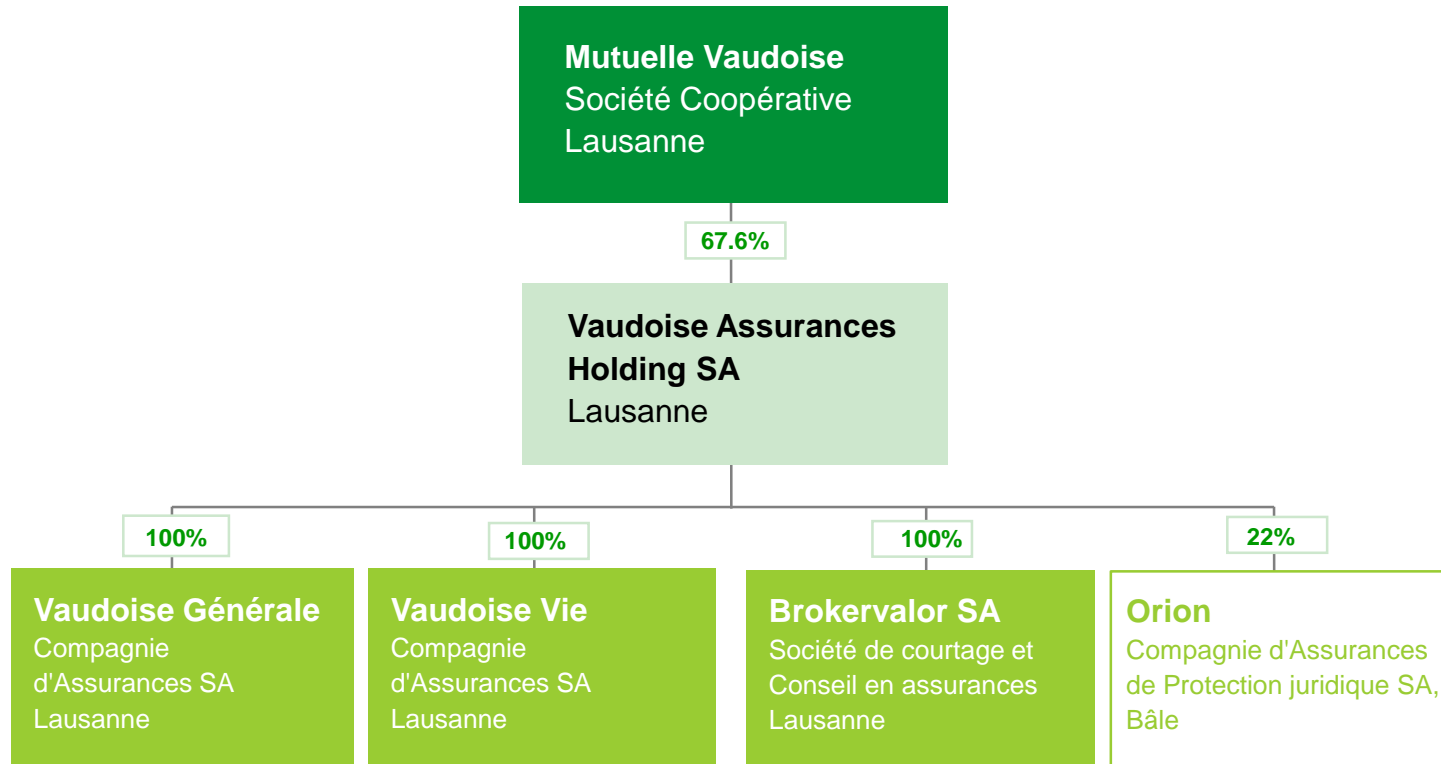 Mutuelle Vaudoise
Société Coopérative
Lausanne
67.6%
Vaudoise Assurances
Holding SA
Lausanne
100%
100%
100%
22%
Vaudoise Générale
Compagnie
d'Assurances SA
Lausanne
Vaudoise Vie
Compagnie
d'Assurances SA
Lausanne
Brokervalor SA
Société de courtage et
Conseil en assurances
Lausanne
Orion
Compagnie d'Assurances
de Protection juridique SA,
Bâle